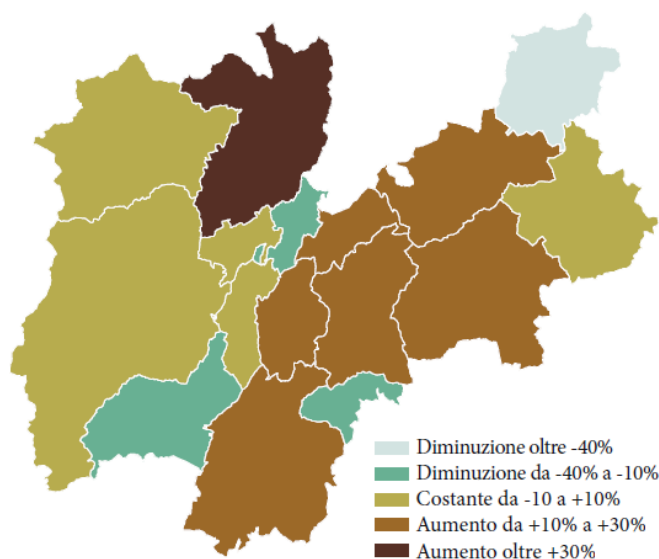 Diminuzione oltre -40%
Diminuzione da -40% a -10%
Costante da -10 a +10%
Aumento da +10% a +30%
Aumento oltre +30%